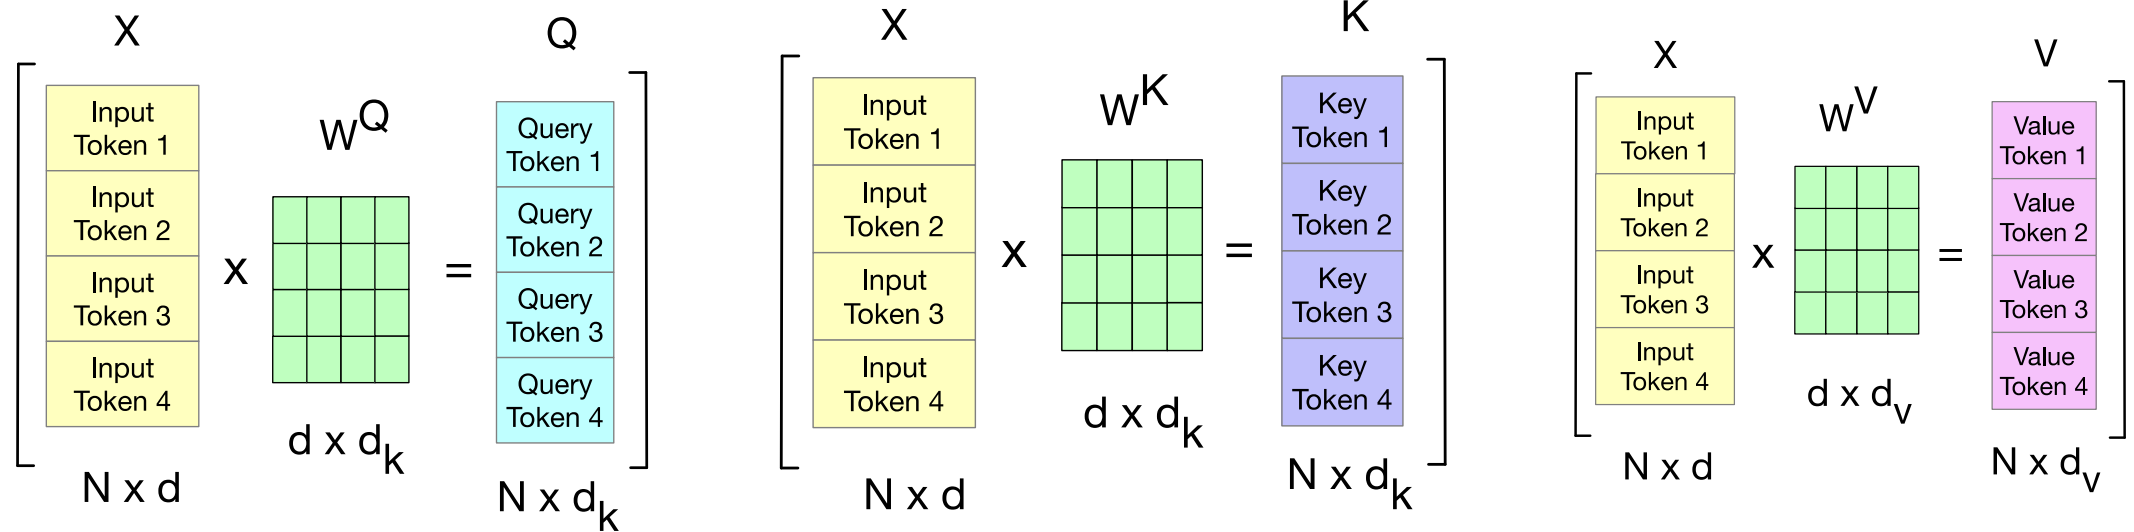 X
Input
Token 1
Input
Token 2
Input
Token 3
Input
Token 4
N x d
x
W^Q
d x d_k
=
Q
Query
Token 1
Query
Token 2
Query
Token 3
Query
Token 4
N x d_k
X
Input
Token 1
Input
Token 2
Input
Token 3
Input
Token 4
N x d
x
W^K
d x d_k
=
K
Key
Token 1
Key
Token 2
Key
Token 3
Key
Token 4
N x d_k
X
Input
Token 1
Input
Token 2
Input
Token 3
Input
Token 4
N x d
x
W^V
d x d_v
=
V
Value
Token 1
Value
Token 2
Value
Token 3
Value
Token 4
N x d_v